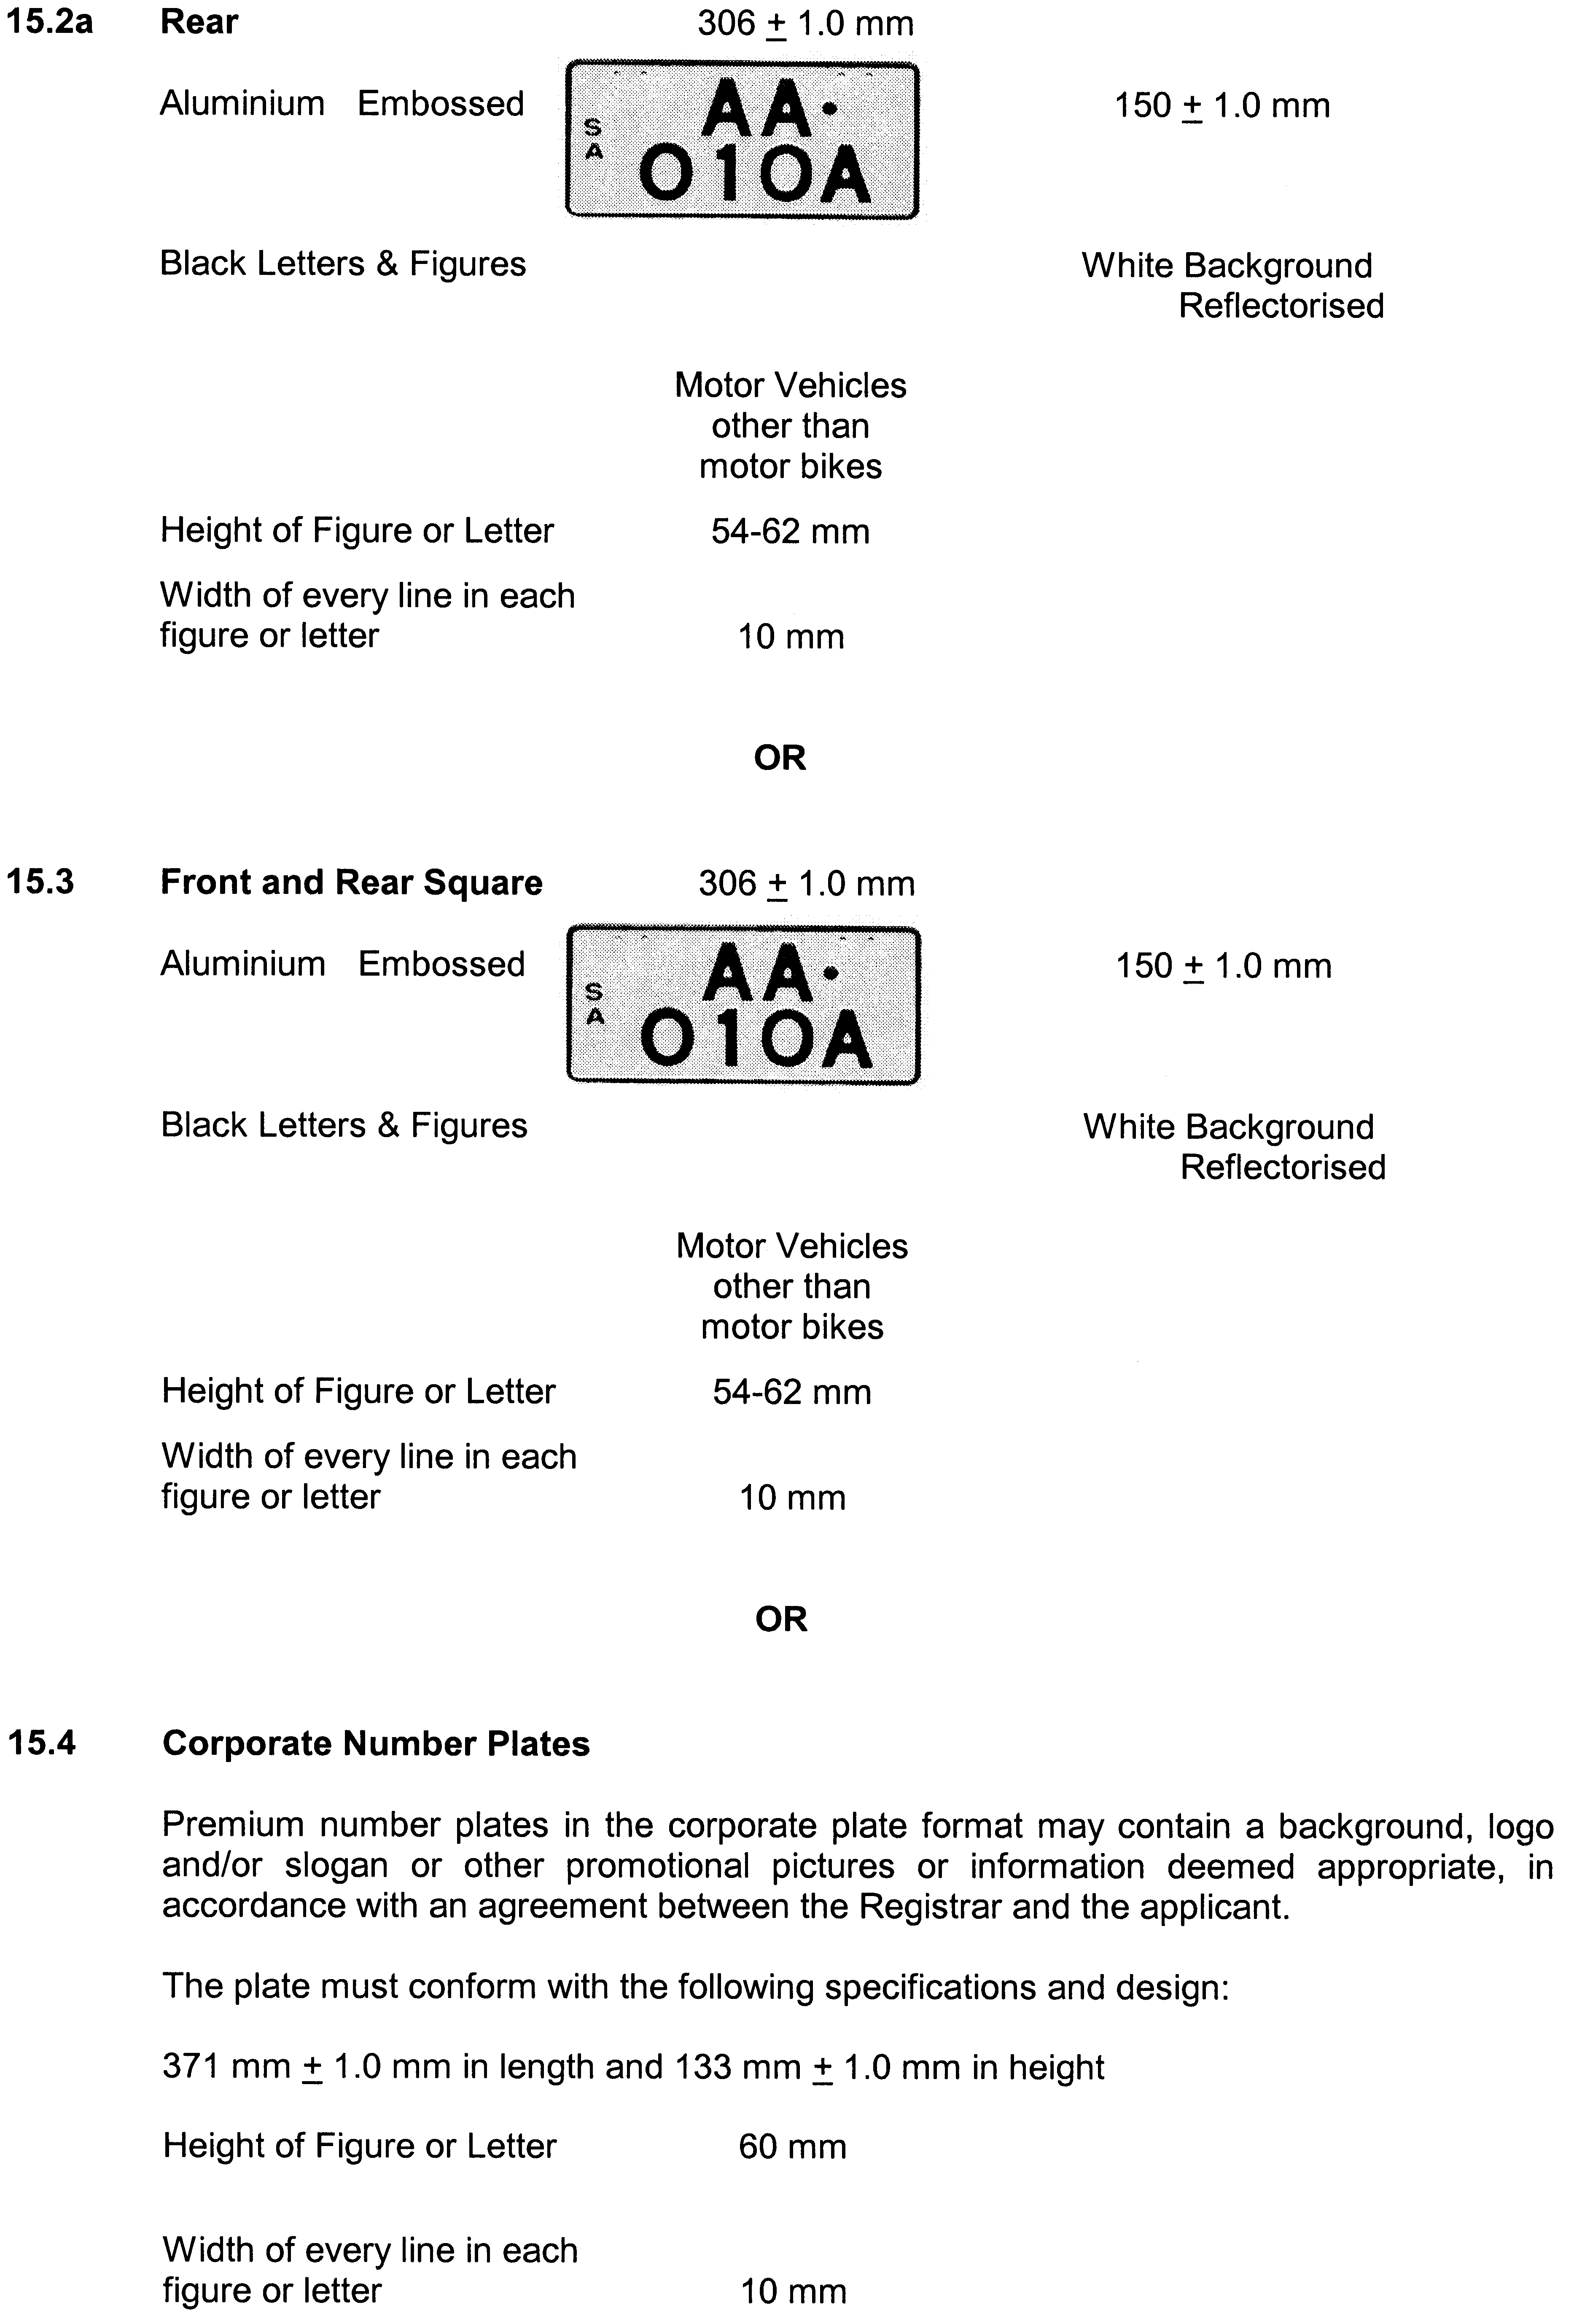 15.2a Rear 306 ± 1.0 mm
Aluminium Embossed 150 ± 1.0 mm
AA•
S
A
010A
Black Letters & Figures White Background
Reflectorised
Motor Vehicles
other than
motor bikes
Height of Figure or Letter 54-62 mm
Width of every line in each
figure or letter 10 mm
OR
15.3 Front and Rear Square 306 ± 1.0 mm
Aluminium Embossed 150 ± 1.0 mm
AA•
S
A
010A
Black Letters & Figures White Background
Reflectorised
Motor Vehicles
other than
motor bikes
Height of Figure or Letter 54-62 mm
Width of every line in each
figure or letter 10 mm
OR
15.4 Corporate Number Plates
Premium number plates in the corporate plate format may contain a background, logo
and/or slogan or other promotional pictures or information deemed appropriate, in
accordance with an agreement between the Registrar and the applicant.
The plate must conform with the following specifications and design:
371 mm ± 1.0 mm in length and 133 mm ± 1.0 mm in height
Height of Figure or Letter 60 mm
Width of every line in each
figure or letter 10 mm